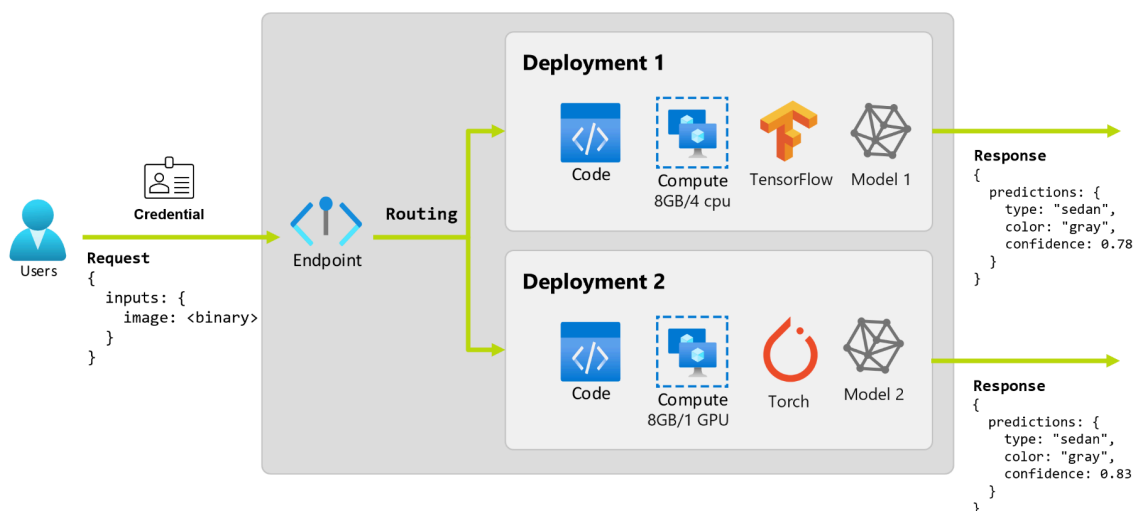 Users
Credential
Request
{
  inputs: {
    image: <binary>
  }
}
Endpoint
Routing
Deployment 1
Code
Compute
8GB/4 cpu
TensorFlow
Model 1
Response
{
  predictions: {
    type: "sedan",
    color: "gray",
    confidence: 0.78
  }
}
Deployment 2
Code
Compute
8GB/1 GPU
Torch
Model 2
Response
{
  predictions: {
    type: "sedan",
    color: "gray",
    confidence: 0.83
  }
}